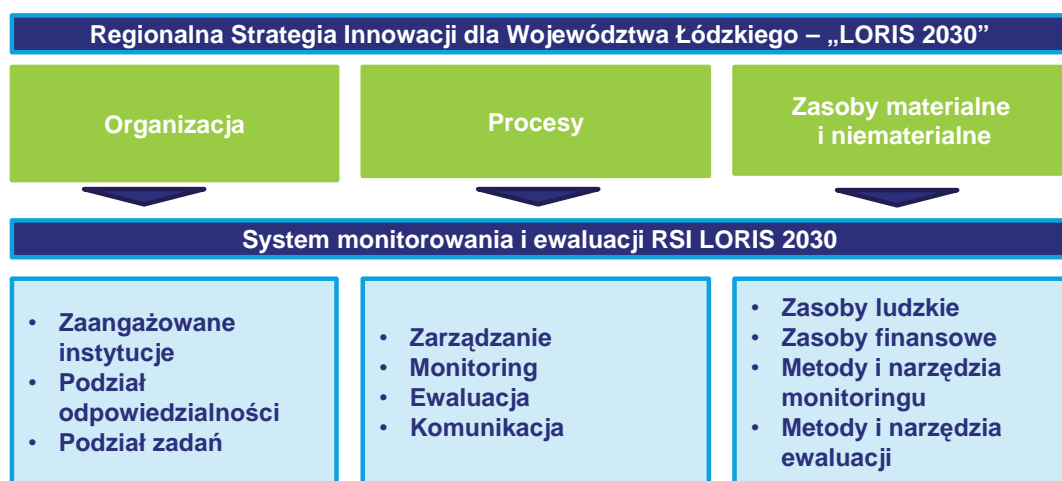 Regionalna Strategia Innowacji dla Województwa Łódzkiego – „LORIS 2030”
Organizacja
Procesy
Zasoby materialne
i niematerialne
System monitorowania i ewaluacji RSI LORIS 2030
• Zaangażowane
instytucje
• Podział
odpowiedzialności
• Podział zadań
• Zarządzanie
• Monitoring
• Ewaluacja
• Komunikacja
• Zasoby ludzkie
• Zasoby finansowe
• Metody i narzędzia
monitoringu
• Metody i narzędzia
ewaluacji